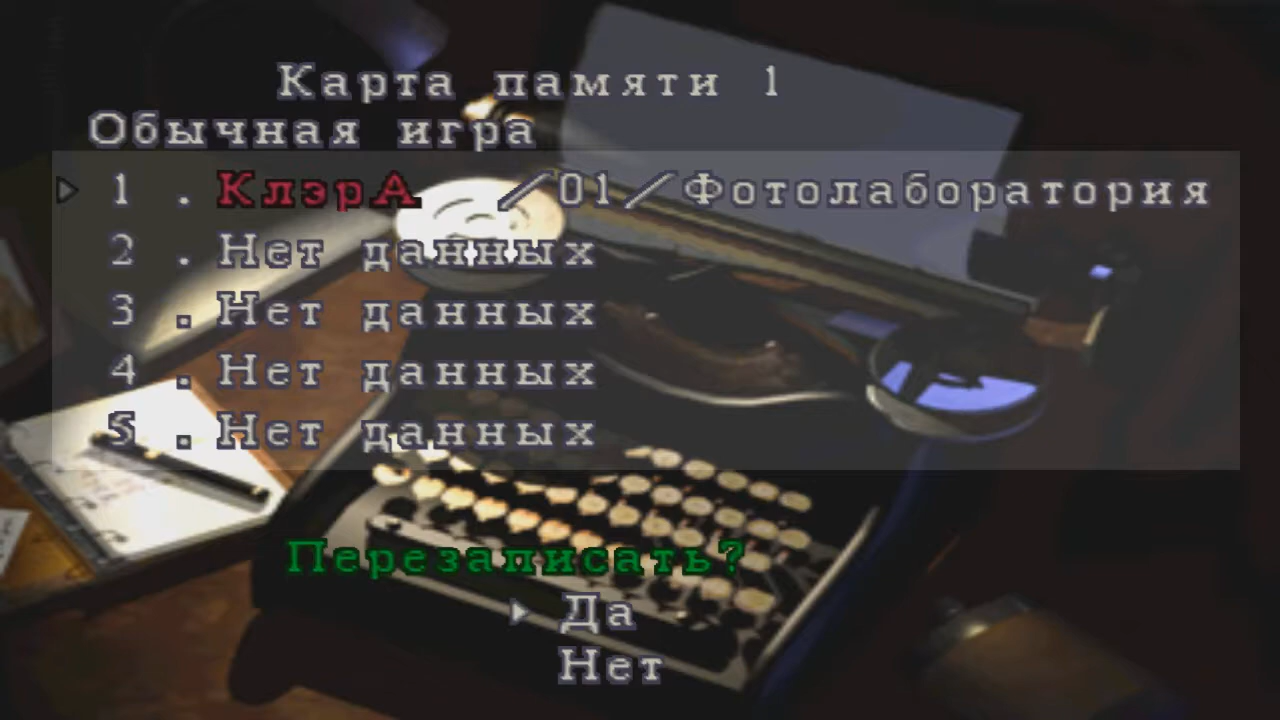 Карта памяти 1
Обычная игра
1 . КлэрА /01/Фотолаборатория
2 . Нет данных
3 . Нет данных
4 . Нет данных
5 . Нет данных
Перезаписать?
Да
Нет